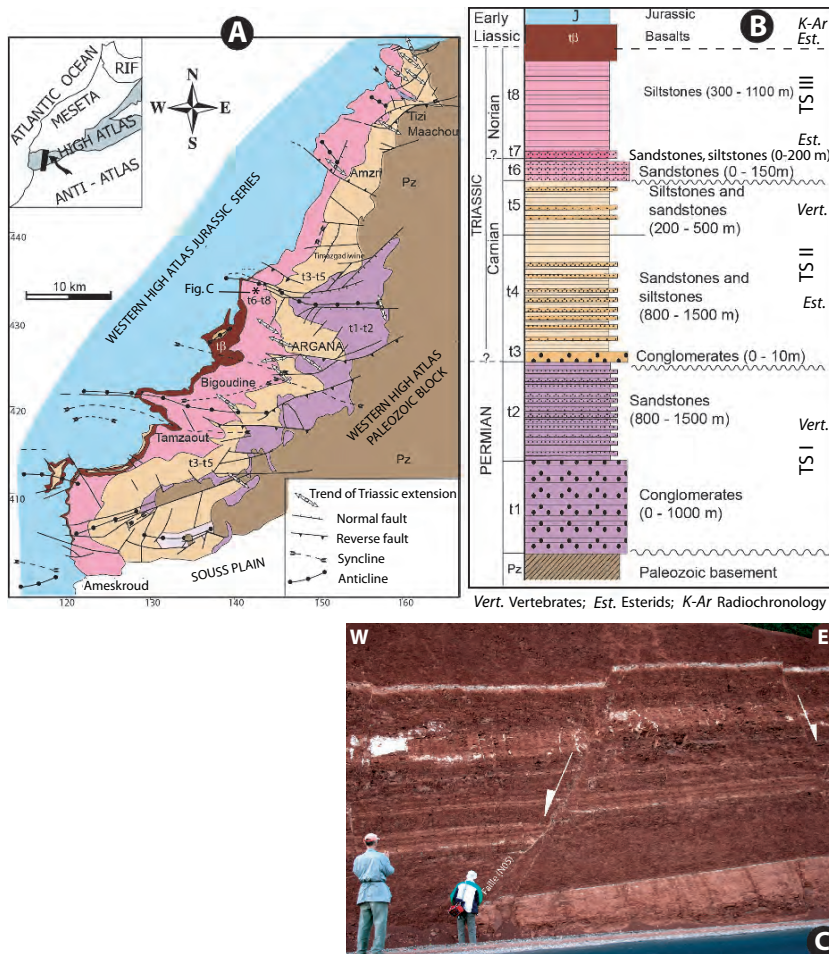 A
ATLANTIC OCEAN
RIF
MESETA
HIGH ATLAS
ANTI - ATLAS
N
W E
S
Tizi
Maachou
Amzri
Pz
WESTERN HIGH ATLAS JURASSIC SERIES
440
Timezgadiwine
t3-t5
10 km
Fig. C
t6-t8
430
t1-t2
tβ
ARGANA
Bigoudine
WESTERN HIGH ATLAS
PALEOZOIC BLOCK
420
Tamzaout
Pz
t3-t5
410
SOUSS PLAIN
Ameskroud
Trend of Triassic extension
Normal fault
Reverse fault
Syncline
Anticline
120 130 140 150 160
B
Early
Liassic
J
Jurassic
tβ
Basalts
K-Ar
Est.
TRIASSIC
Norian
t8
Siltstones (300 - 1100 m)
TS III
Est.
?
t7
Sandstones, siltstones (0-200 m)
t6
Sandstones (0 - 150m)
Carnian
t5
Siltstones and
sandstones
(200 - 500 m)
Vert.
TS II
t4
Sandstones and
siltstones
(800 - 1500 m)
Est.
?
t3
Conglomerates (0 - 10m)
PERMIAN
t2
Sandstones
(800 - 1500 m)
Vert.
TS I
t1
Conglomerates
(0 - 1000 m)
Pz
Paleozoic basement
Vert. Vertebrates; Est. Esterids; K-Ar Radiochronology
W
E
Faille (N05)
C